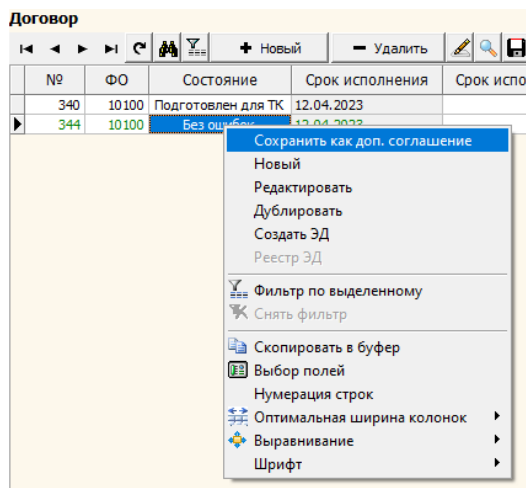 Договор
Новый Удалить
№ ФО Состояние Срок исполнения Срок испо
340 10100 Подготовлен для ТК 12.04.2023
344 10100 Без ошибок 12.04.2023
Сохранить как доп. соглашение
Новый
Редактировать
Дублировать
Создать ЭД
Реестр ЭД
Фильтр по выделенному
Снять фильтр
Скопировать в буфер
Выбор полей
Нумерация строк
Оптимальная ширина колонок
Выравнивание
Шрифт